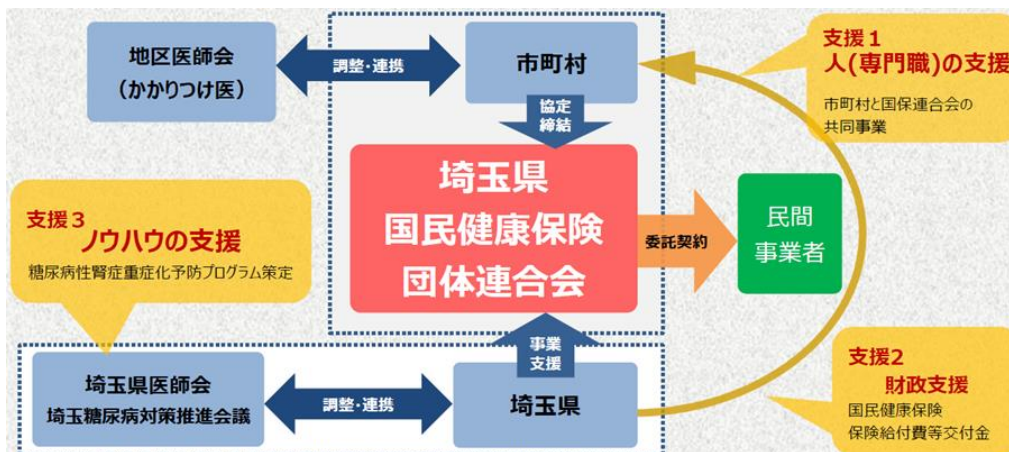 地区医師会
(かかりつけ医)
調整・連携
市町村
支援1
人(専門職)の支援
市町村と国保連合会の
共同事業
協定
締結
埼玉県
国民健康保険
団体連合会
委託契約
民間
事業者
支援3
ノウハウの支援
糖尿病性腎症重症化予防プログラム策定
事業
支援
埼玉県医師会
埼玉糖尿病対策推進会議
調整・連携
埼玉県
支援2
財政支援
国民健康保険
保険給付費等交付金